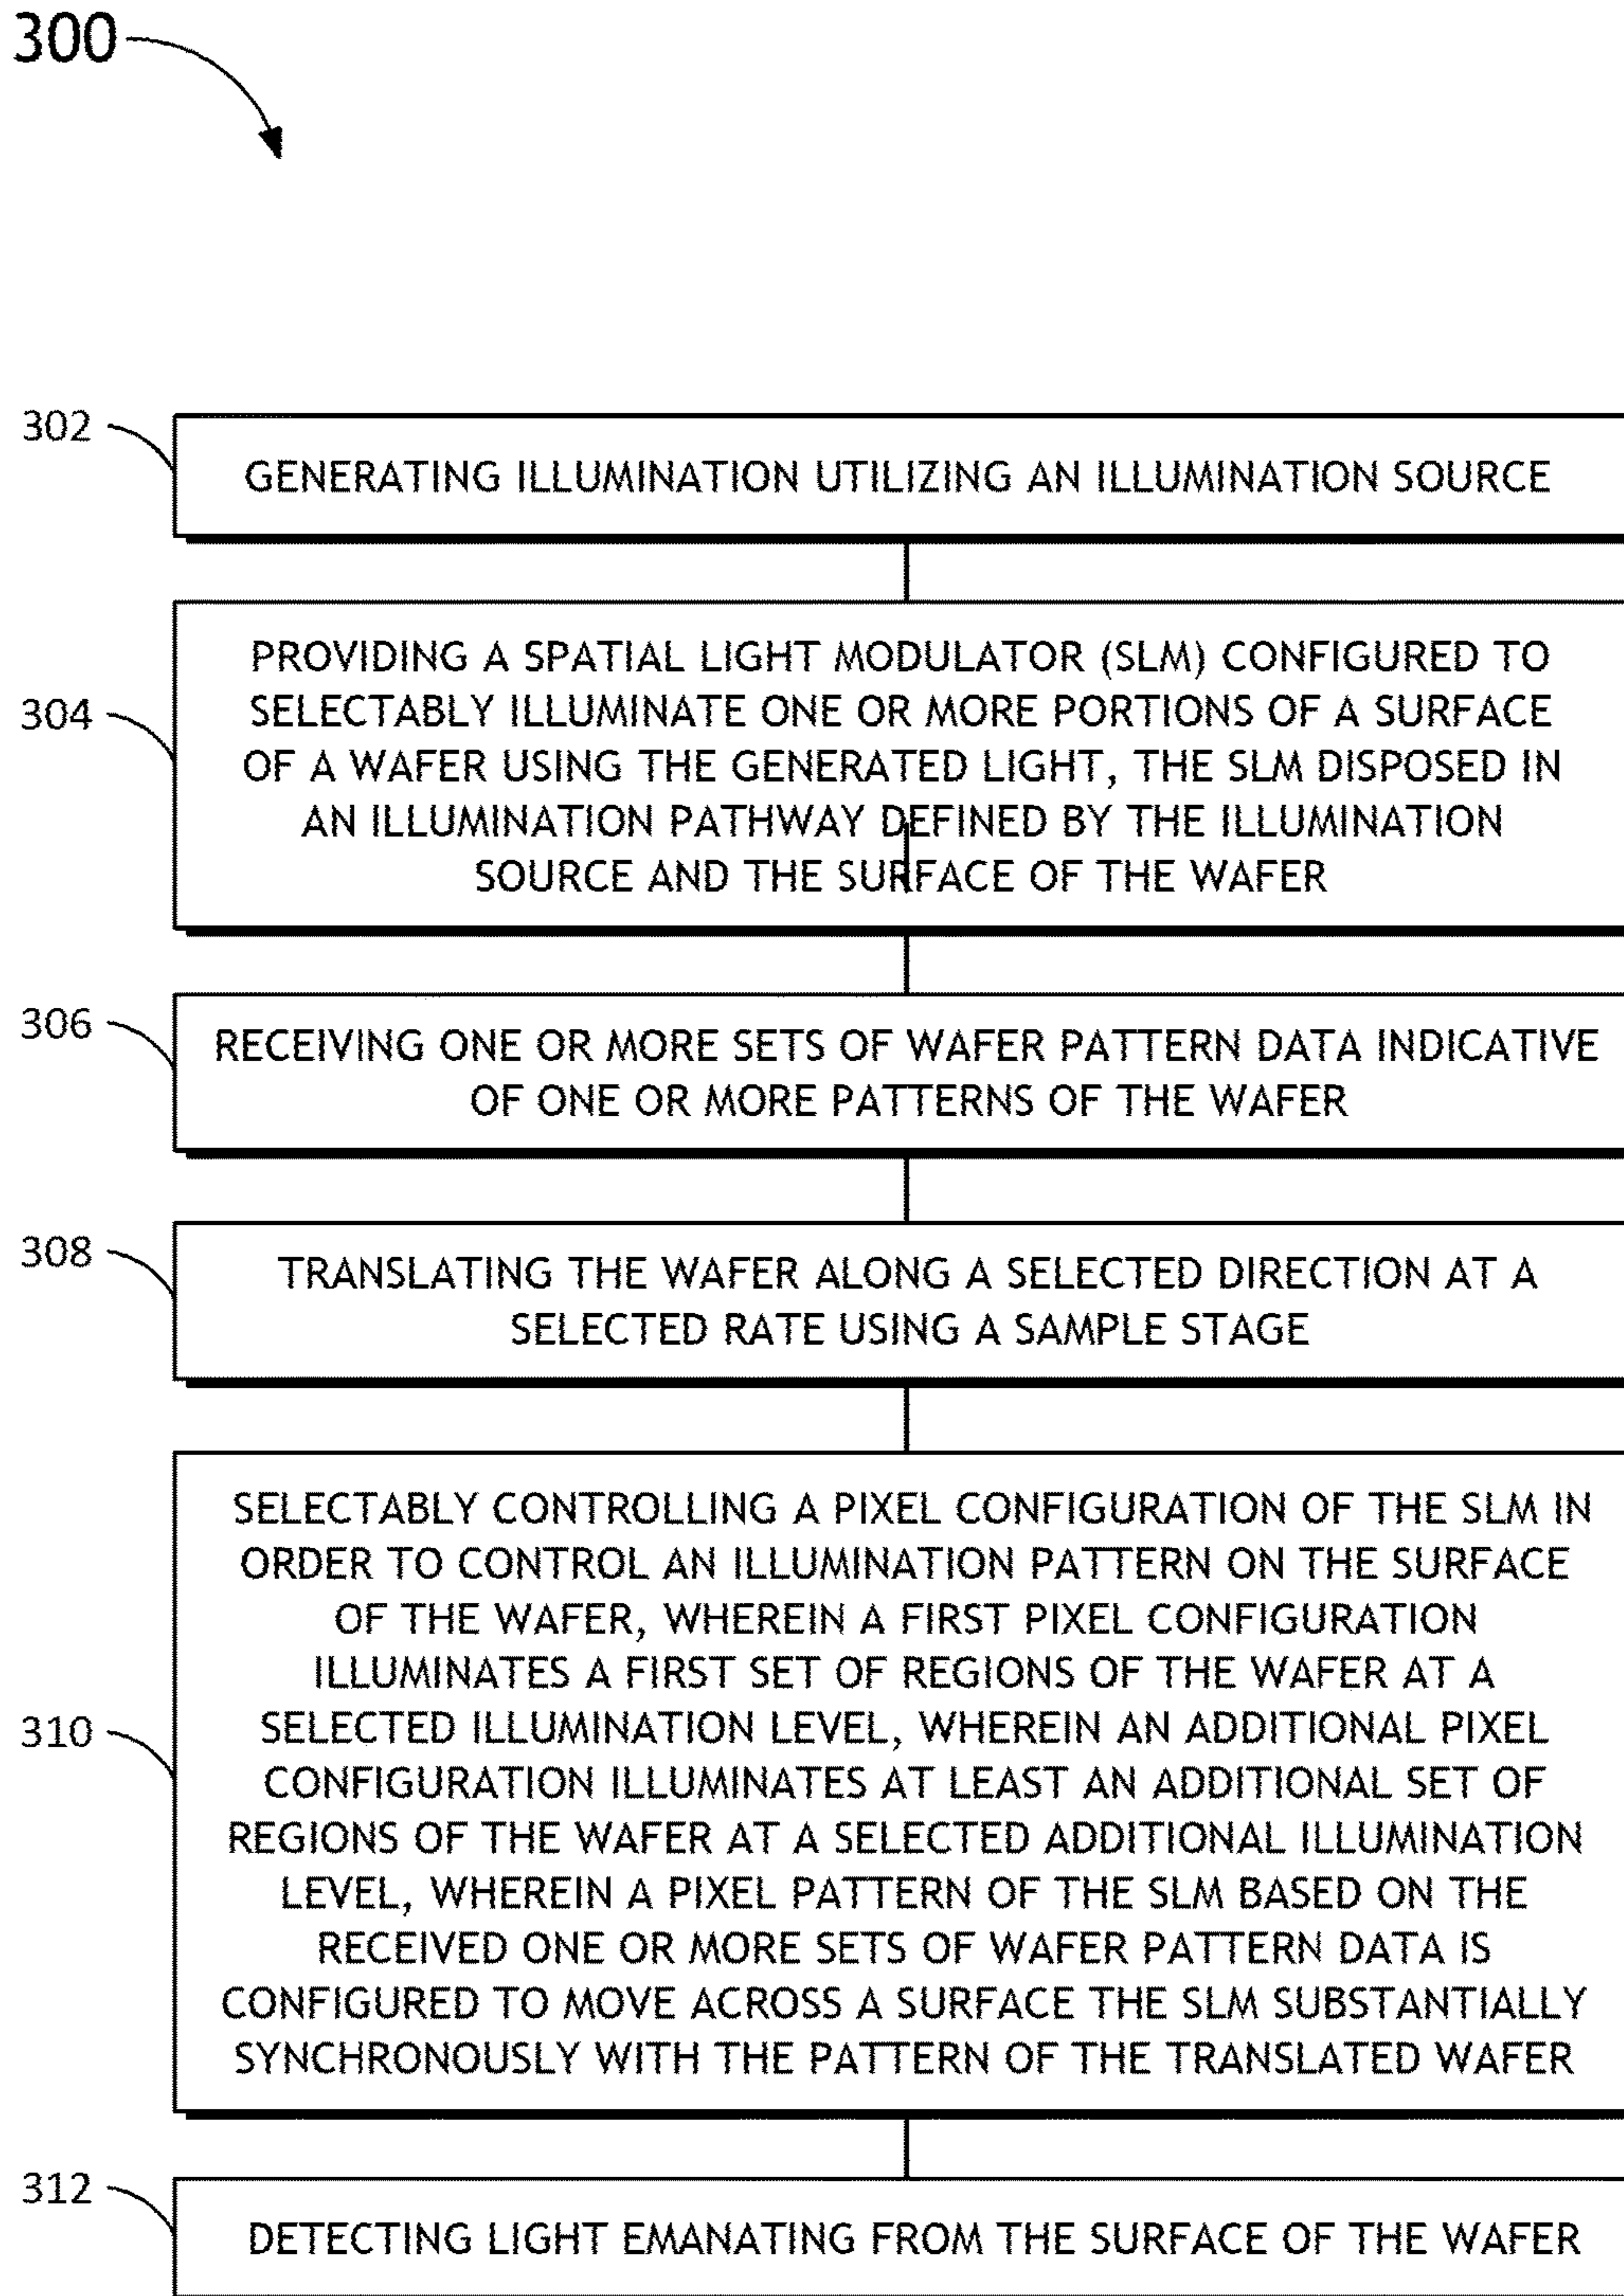 300
302
GENERATING ILLUMINATION UTILIZING AN ILLUMINATION SOURCE
304
PROVIDING A SPATIAL LIGHT MODULATOR (SLM) CONFIGURED TO
SELECTABLY ILLUMINATE ONE OR MORE PORTIONS OF A SURFACE
OF A WAFER USING THE GENERATED LIGHT, THE SLM DISPOSED IN
AN ILLUMINATION PATHWAY DEFINED BY THE ILLUMINATION
SOURCE AND THE SURFACE OF THE WAFER
306
RECEIVING ONE OR MORE SETS OF WAFER PATTERN DATA INDICATIVE
OF ONE OR MORE PATTERNS OF THE WAFER
308
TRANSLATING THE WAFER ALONG A SELECTED DIRECTION AT A
SELECTED RATE USING A SAMPLE STAGE
310
SELECTABLY CONTROLLING A PIXEL CONFIGURATION OF THE SLM IN
ORDER TO CONTROL AN ILLUMINATION PATTERN ON THE SURFACE
OF THE WAFER, WHEREIN A FIRST PIXEL CONFIGURATION
ILLUMINATES A FIRST SET OF REGIONS OF THE WAFER AT A
SELECTED ILLUMINATION LEVEL, WHEREIN AN ADDITIONAL PIXEL
CONFIGURATION ILLUMINATES AT LEAST AN ADDITIONAL SET OF
REGIONS OF THE WAFER AT A SELECTED ADDITIONAL ILLUMINATION
LEVEL, WHEREIN A PIXEL PATTERN OF THE SLM BASED ON THE
RECEIVED ONE OR MORE SETS OF WAFER PATTERN DATA IS
CONFIGURED TO MOVE ACROSS A SURFACE THE SLM SUBSTANTIALLY
SYNCHRONOUSLY WITH THE PATTERN OF THE TRANSLATED WAFER
312
DETECTING LIGHT EMANATING FROM THE SURFACE OF THE WAFER